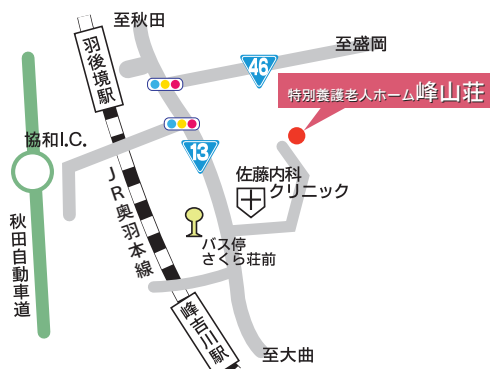 至秋田
至盛岡
羽後境駅
46
特別養護老人ホーム峰山荘
協和I.C.
13
佐藤内科
クリニック
JR奥羽本線
秋田自動車道
バス停
さくら荘前
峰吉川駅
至大曲